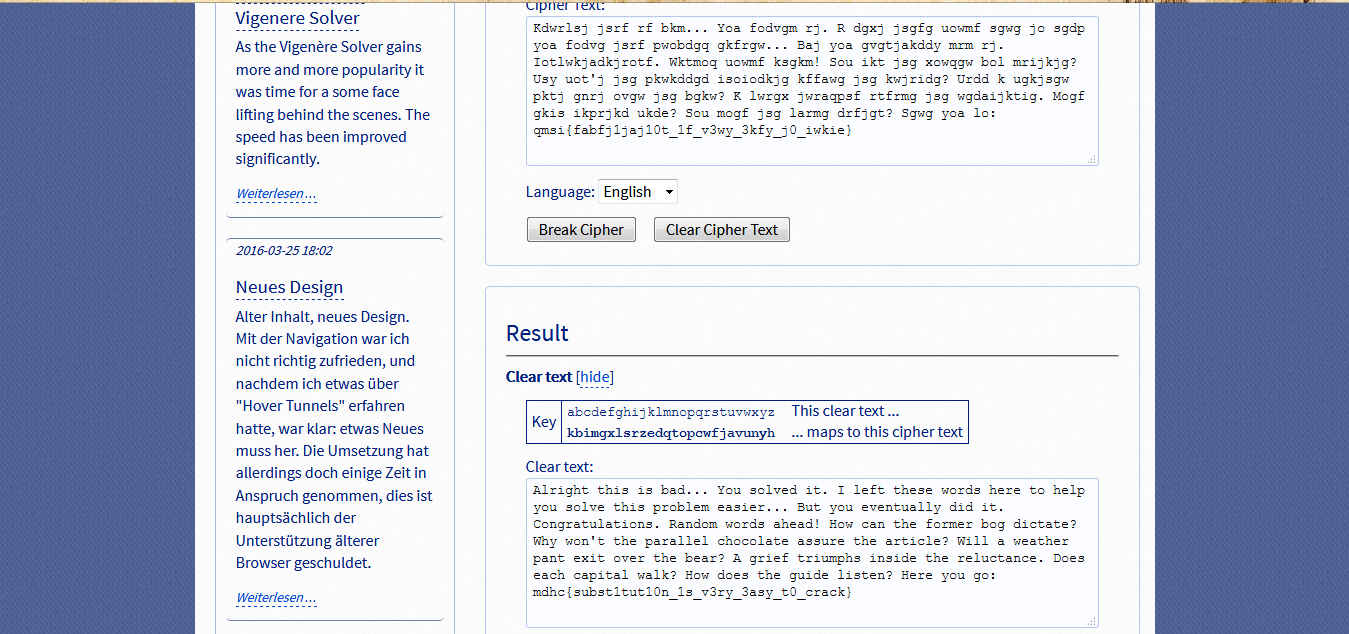 Vigenere Solver
As the Vigenère Solver gains
more and more popularity it
was time for a some face
lifting behind the scenes. The
speed has been improved
significantly.
Weiterlesen…
2016-03-25 18:02
Neues Design
Alter Inhalt, neues Design.
Mit der Navigation war ich
nicht richtig zufrieden, und
nachdem ich etwas über
"Hover Tunnels" erfahren
hatte, war klar: etwas Neues
muss her. Die Umsetzung hat
allerdings doch einige Zeit in
Anspruch genommen, dies ist
hauptsächlich der
Unterstützung älterer
Browser geschuldet.
Weiterlesen…
Cipher Text:
Kdwrlsj jsrf rf bkm... Yoa fodvgm rj. R dgxj jsgfg uowmf sgwg jo sgdp
yoa fodvg jsrf pwobdgq gkfrgw... Baj yoa gvgtjakddy mrm rj.
Iotlwkjadkjrotf. Wktmoq uowmf ksgkm! Sou ikt jsg xowqgw bol mrijkjg?
Usy uot'j jsg pkwkddgd isoiodkjg kffawg jsg kwjridg? Urdd k ugkjsgw
pktj gnrj ovgw jsg bgkw? K lwrgx jwraqpsf rtfrmg jsg wgdaijktig. Mogf
gkis ikprjkd ukde? Sou mogf jsg larmg drfjgt? Sgwg yoa lo:
qmsi{fabfj1jaj10t_1f_v3wy_3kfy_j0_iwkie}
Language: English
Break Cipher Clear Cipher Text
Result
Clear text [hide]
Key abcdefghijklmnopqrstuvwxyz This clear text ...
kbimgxlsrzedqtopcwfjavunyh ... maps to this cipher text
Clear text:
Alright this is bad... You solved it. I left these words here to help
you solve this problem easier... But you eventually did it.
Congratulations. Random words ahead! How can the former bog dictate?
Why won't the parallel chocolate assure the article? Will a weather
pant exit over the bear? A grief triumphs inside the reluctance. Does
each capital walk? How does the guide listen? Here you go:
mdhc{subst1tut10n_1s_v3ry_3asy_t0_crack}